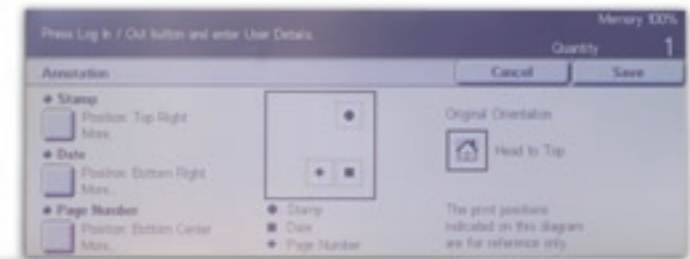 Memory 100%
Press Log In / Out button and enter User Details.
Quantity 1
Annotation
Cancel
Save
Stamp
Position: Top Right
More...
Date
Position: Bottom Right
More...
Page Number
Position: Bottom Center
More...
Stamp
Date
Page Number
Original Orientation
Head to Top
The print positions
indicated on this diagram
are for reference only.